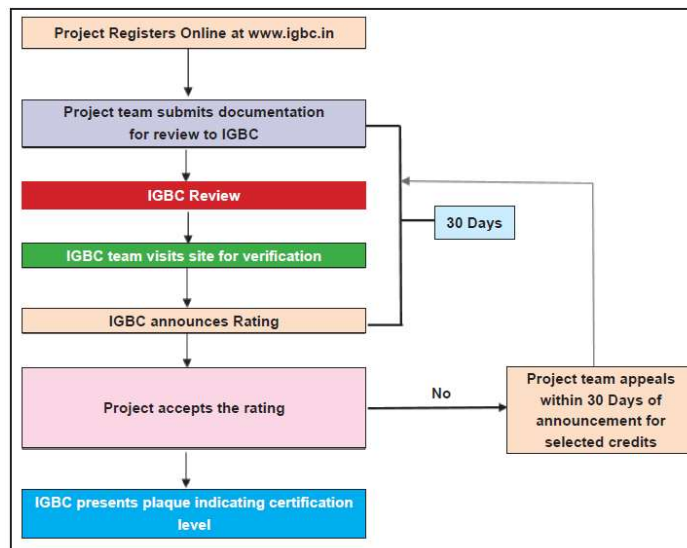 Project Registers Online at www.igbc.in
Project team submits documentation
for review to IGBC
IGBC Review
30 Days
IGBC team visits site for verification
IGBC announces Rating
Project accepts the rating
No
Project team appeals
within 30 Days of
announcement for
selected credits
IGBC presents plaque indicating certification
level